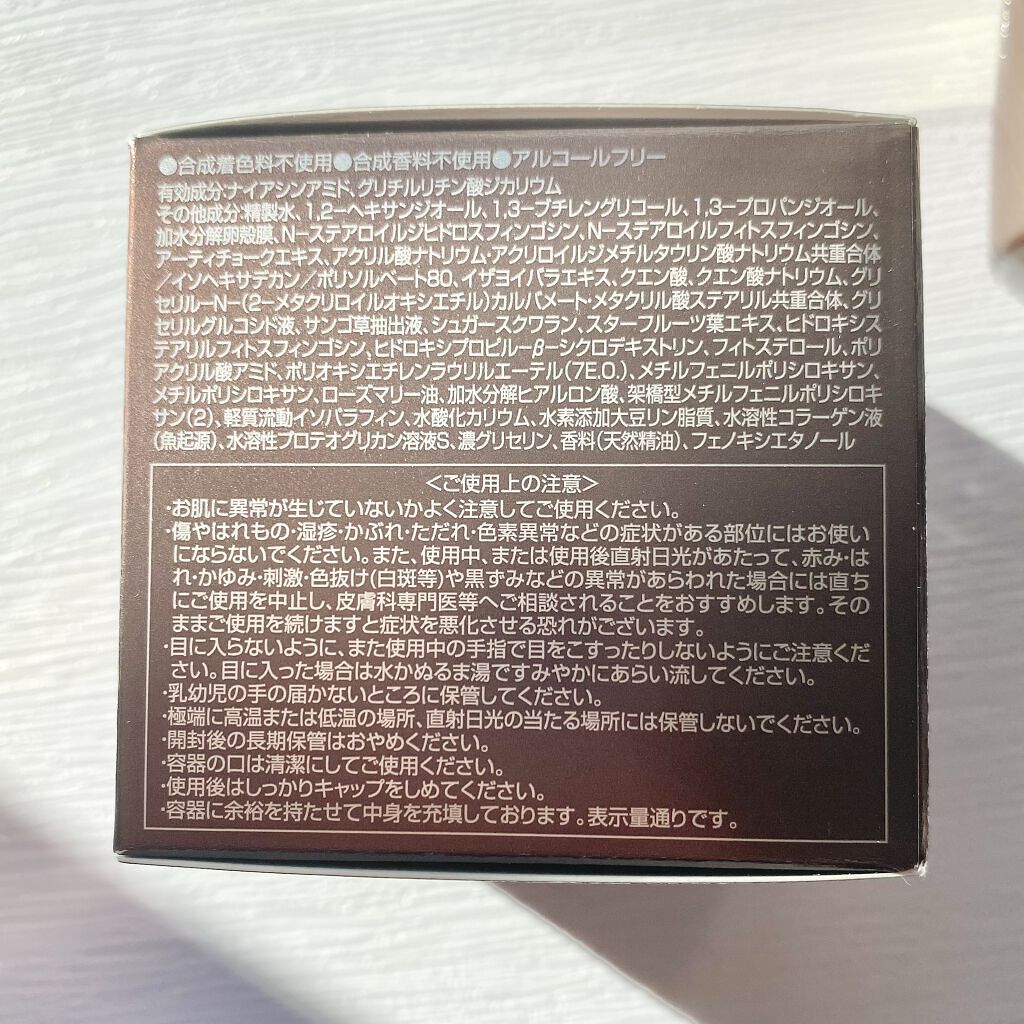 ●合成着色料不使用●合成香料不使用●アルコールフリー
有効成分:ナイアシンアミド、グリチルリチン酸ジカリウム
その他成分:精製水、1,2−ヘキサンジオール、1,3−ブチレングリコール、1,3−プロパンジオール、
加水分解卵殻膜、N−ステアロイルジヒドロスフィンゴシン、N−ステアロイルフィトスフィンゴシン、
アーティチョークエキス、アクリル酸ナトリウム・アクリロイルジメチルタウリン酸ナトリウム共重合体
/イソヘキサデカン/ポリソルベート80、イザヨイバラエキス、クエン酸、クエン酸ナトリウム、グリ
セリル−N−(2−メタクリロイルオキシエチル)カルバメート・メタクリル酸ステアリル共重合体、グリ
セリルグルコシド液、サンゴ草抽出液、シュガースクワラン、スターフルーツ葉エキス、ヒドロキシス
テアリルフィトスフィンゴシン、ヒドロキシプロピル−β−シクロデキストリン、フィトステロール、ポリ
アクリル酸アミド、ポリオキシエチレンラウリルエーテル(7E.O.)、メチルフェニルポリシロキサン、
メチルポリシロキサン、ローズマリー油、加水分解ヒアルロン酸、架橋型メチルフェニルポリシロキ
サン(2)、軽質流動イソパラフィン、水酸化カリウム、水素添加大豆リン脂質、水溶性コラーゲン液
(魚起源)、水溶性プロテオグリカン溶液S、濃グリセリン、香料(天然精油)、フェノキシエタノール
<ご使用上の注意>
・お肌に異常が生じていないかよく注意してご使用ください。
・傷やはれもの・湿疹・かぶれ・ただれ・色素異常などの症状がある部位にはお使い
にならないでください。また、使用中、または使用後直射日光があたって、赤み・は
れ・かゆみ・刺激・色抜け(白斑等)や黒ずみなどの異常があらわれた場合には直ち
にご使用を中止し、皮膚科専門医等へご相談されることをおすすめします。その
ままご使用を続けますと症状を悪化させる恐れがございます。
・目に入らないように、また使用中の手指で目をこすったりしないようにご注意くだ
さい。目に入った場合は水かぬるま湯ですみやかにあらい流してください。
・乳幼児の手の届かないところに保管してください。
・極端に高温または低温の場所、直射日光の当たる場所には保管しないでください。
・開封後の長期保管はおやめください。
・容器の口は清潔にしてご使用ください。
・使用後はしっかりキャップをしめてください。
・容器に余裕を持たせて中身を充填しております。表示量通りです。